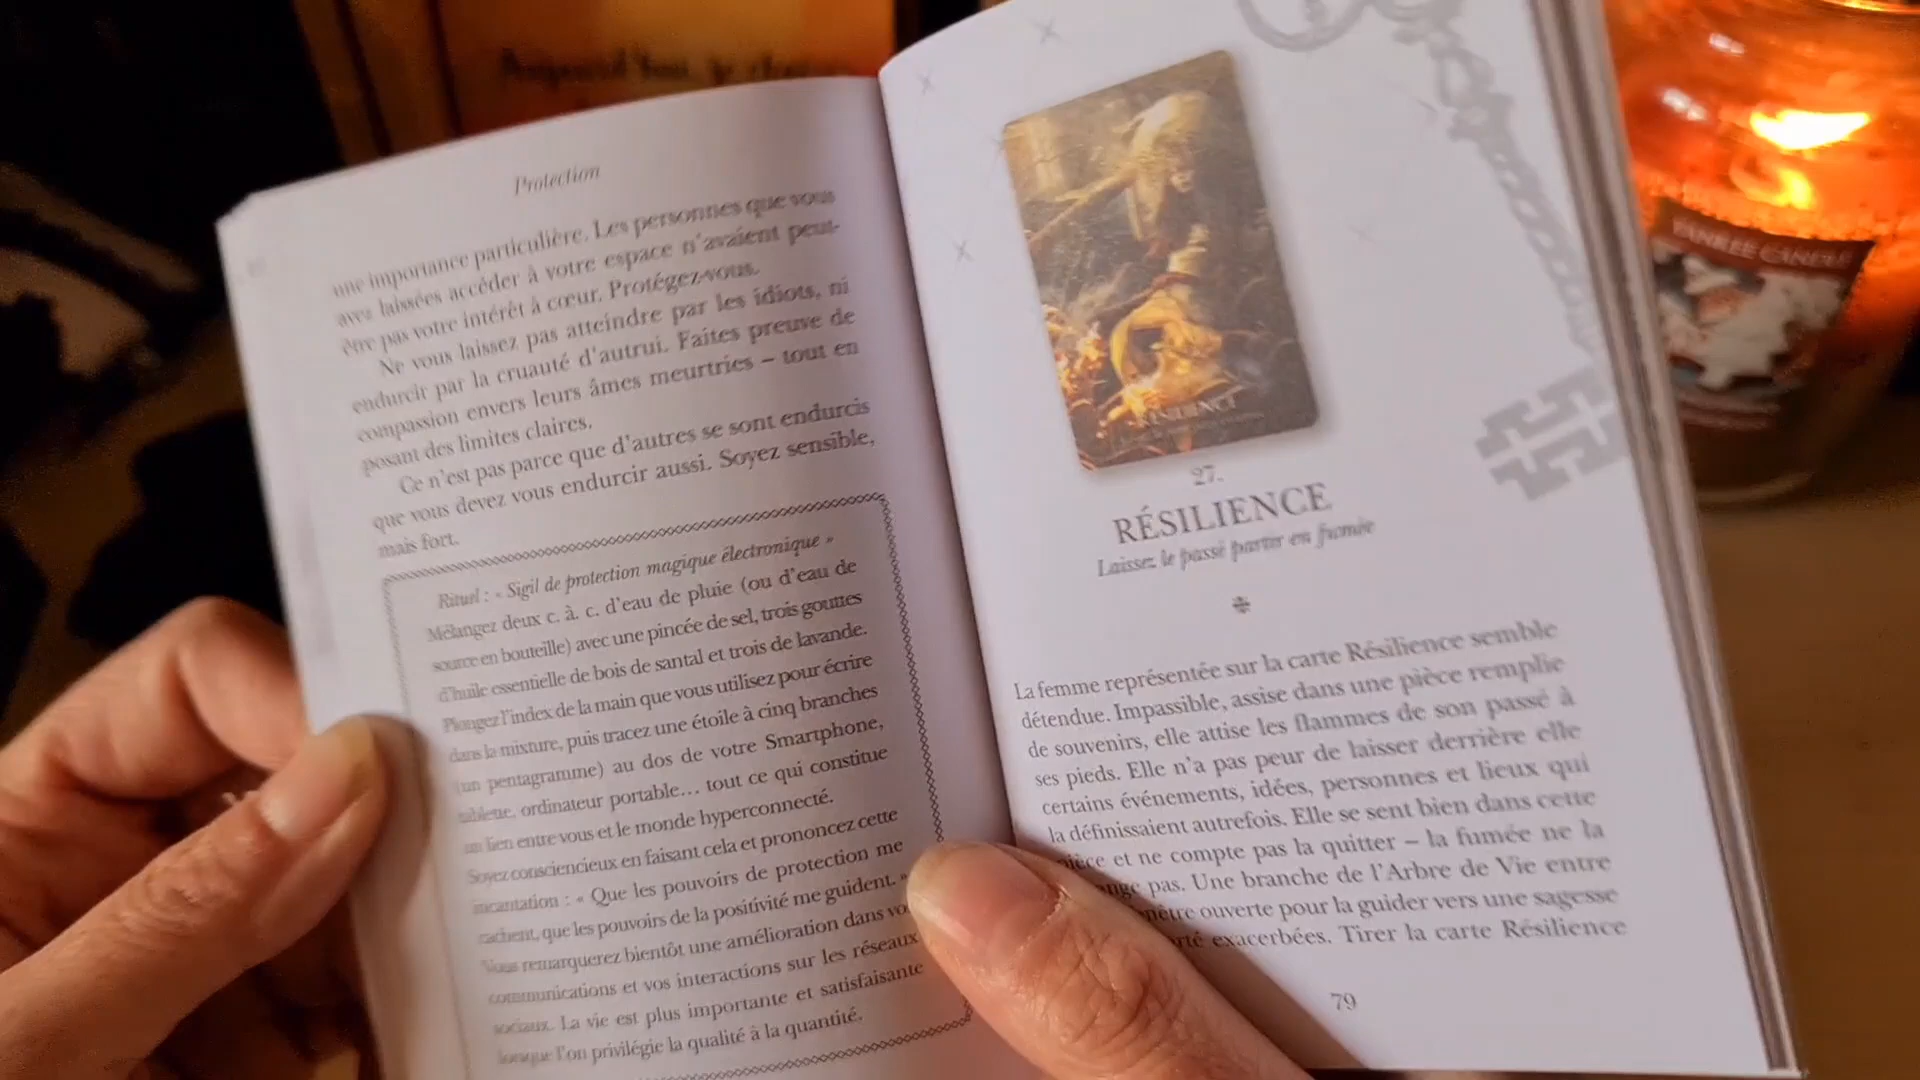 Aujourd'hui, je
Protection
une importance particulière. Les personnes que vous
avez laissées accéder à votre espace n'avaient peut-
être pas votre intérêt à cœur. Protégez-vous.
Ne vous laissez pas atteindre par les idiots, ni
endurcir par la cruauté d'autrui. Faites preuve de
compassion envers leurs âmes meurtries – tout en
posant des limites claires.
Ce n'est pas parce que d'autres se sont endurcis
que vous devez vous endurcir aussi. Soyez sensible,
mais fort.
Rituel : « Sigil de protection magique électronique »
Mélangez deux c. à. c. d'eau de pluie (ou d'eau de
source en bouteille) avec une pincée de sel, trois gouttes
d'huile essentielle de bois de santal et trois de lavande.
Plongez l'index de la main que vous utilisez pour écrire
dans la mixture, puis tracez une étoile à cinq branches
(un pentagramme) au dos de votre Smartphone,
tablette, ordinateur portable… tout ce qui constitue
un lien entre vous et le monde hyperconnecté.
Soyez consciencieux en faisant cela et prononcez cette
incantation : « Que les pouvoirs de protection me
cachent, que les pouvoirs de la positivité me guident. »
Vous remarquerez bientôt une amélioration dans vo
communications et vos interactions sur les réseaux
sociaux. La vie est plus importante et satisfaisante
lorsque l'on privilégie la qualité à la quantité.
RÉSILIENCE
27.
RÉSILIENCE
Laissez le passé partir en fumée
La femme représentée sur la carte Résilience semble
détendue. Impassible, assise dans une pièce remplie
de souvenirs, elle attise les flammes de son passé à
ses pieds. Elle n'a pas peur de laisser derrière elle
certains événements, idées, personnes et lieux qui
la définissaient autrefois. Elle se sent bien dans cette
pièce et ne compte pas la quitter – la fumée ne la
nge pas. Une branche de l'Arbre de Vie entre
nêtre ouverte pour la guider vers une sagesse
rté exacerbées. Tirer la carte Résilience
79
YANKEE CANDLE